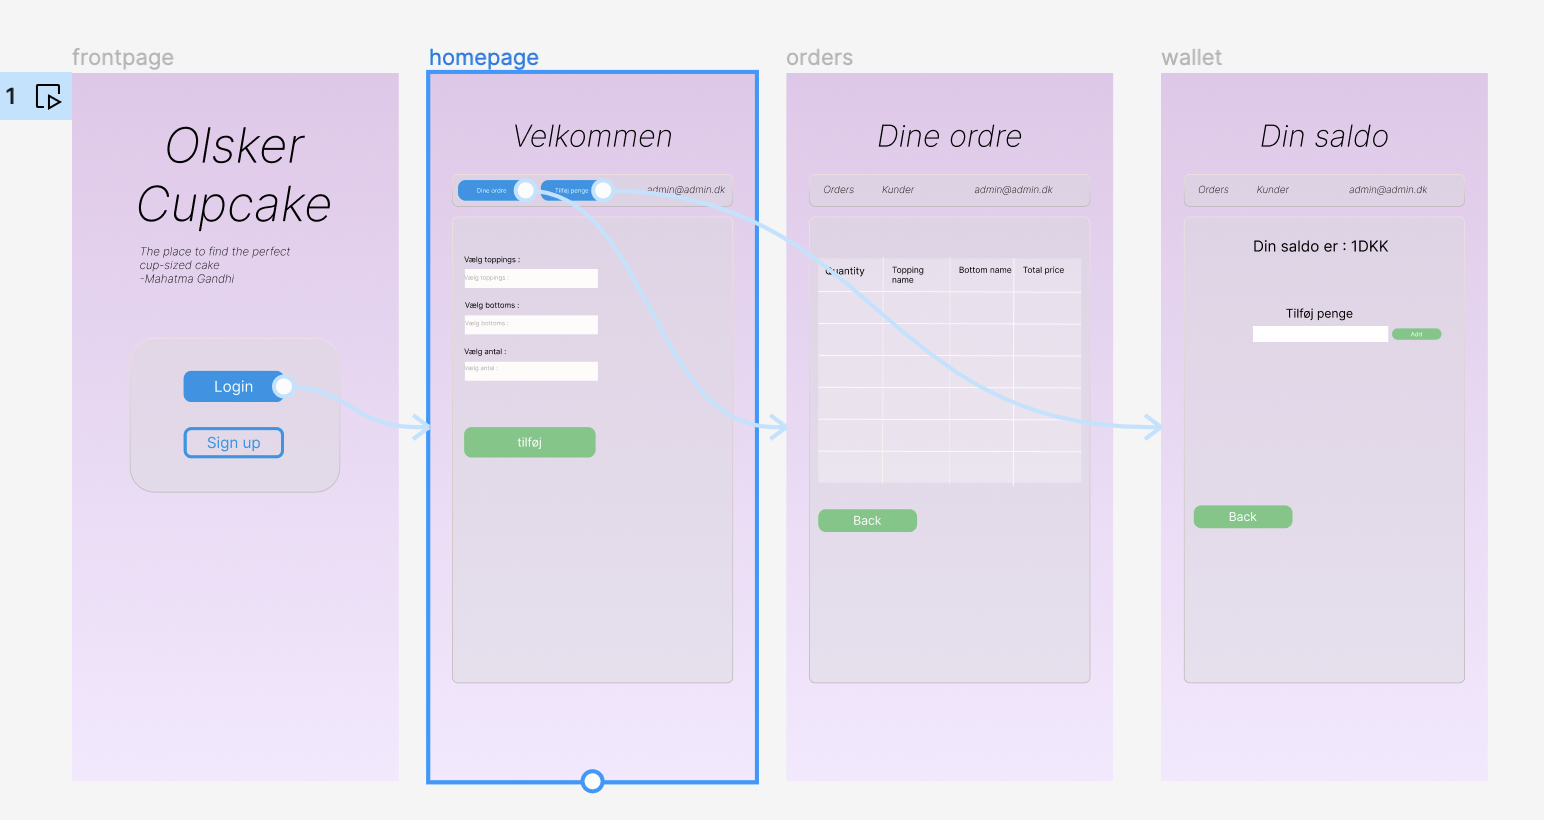 frontpage
homepage
orders
wallet
1
Olsker
Cupcake
The place to find the perfect
cup-sized cake
-Mahatma Gandhi
Login
Sign up
Velkommen
Dine ordre
Tilføj penge
admin@admin.dk
Vælg toppings :
Vælg toppings :
Vælg bottoms :
Vælg bottoms :
Vælg antal :
Vælg antal :
tilføj
Dine ordre
Orders
Kunder
admin@admin.dk
Quantity
Topping
name
Bottom name
Total price
Back
Din saldo
Orders
Kunder
admin@admin.dk
Din saldo er : 1DKK
Tilføj penge
Add
Back